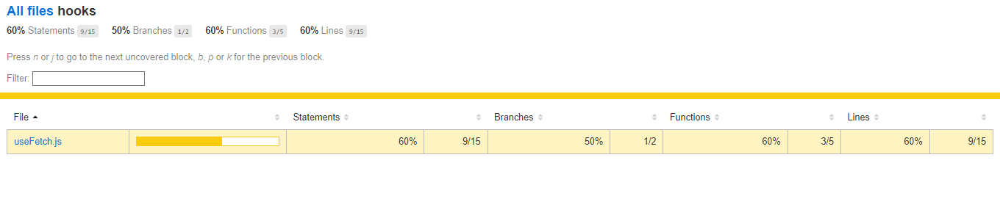 All files hooks
60% Statements 9/15 50% Branches 1/2 60% Functions 3/5 60% Lines 9/15
Press n or j to go to the next uncovered block, b, p or k for the previous block.
Filter:
File Statements Branches Functions Lines
useFetch.js 60% 9/15 50% 1/2 60% 3/5 60% 9/15